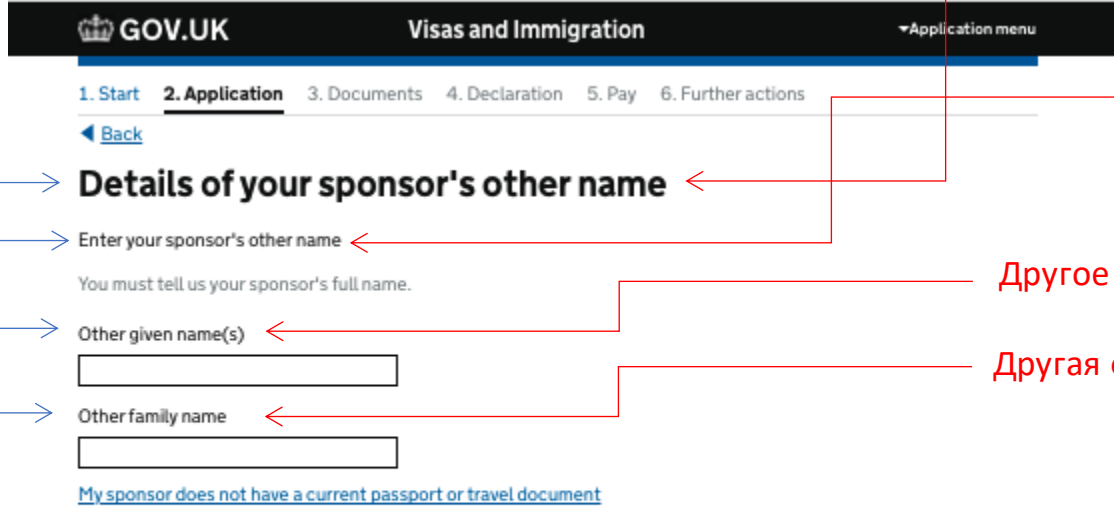 GOV.UK Visas and Immigration Application menu
1. Start 2. Application 3. Documents 4. Declaration 5. Pay 6. Further actions
Back
Details of your sponsor's other name
Enter your sponsor's other name
You must tell us your sponsor's full name.
Другое
Other given name(s)
Другая
Other family name
My sponsor does not have a current passport or travel document